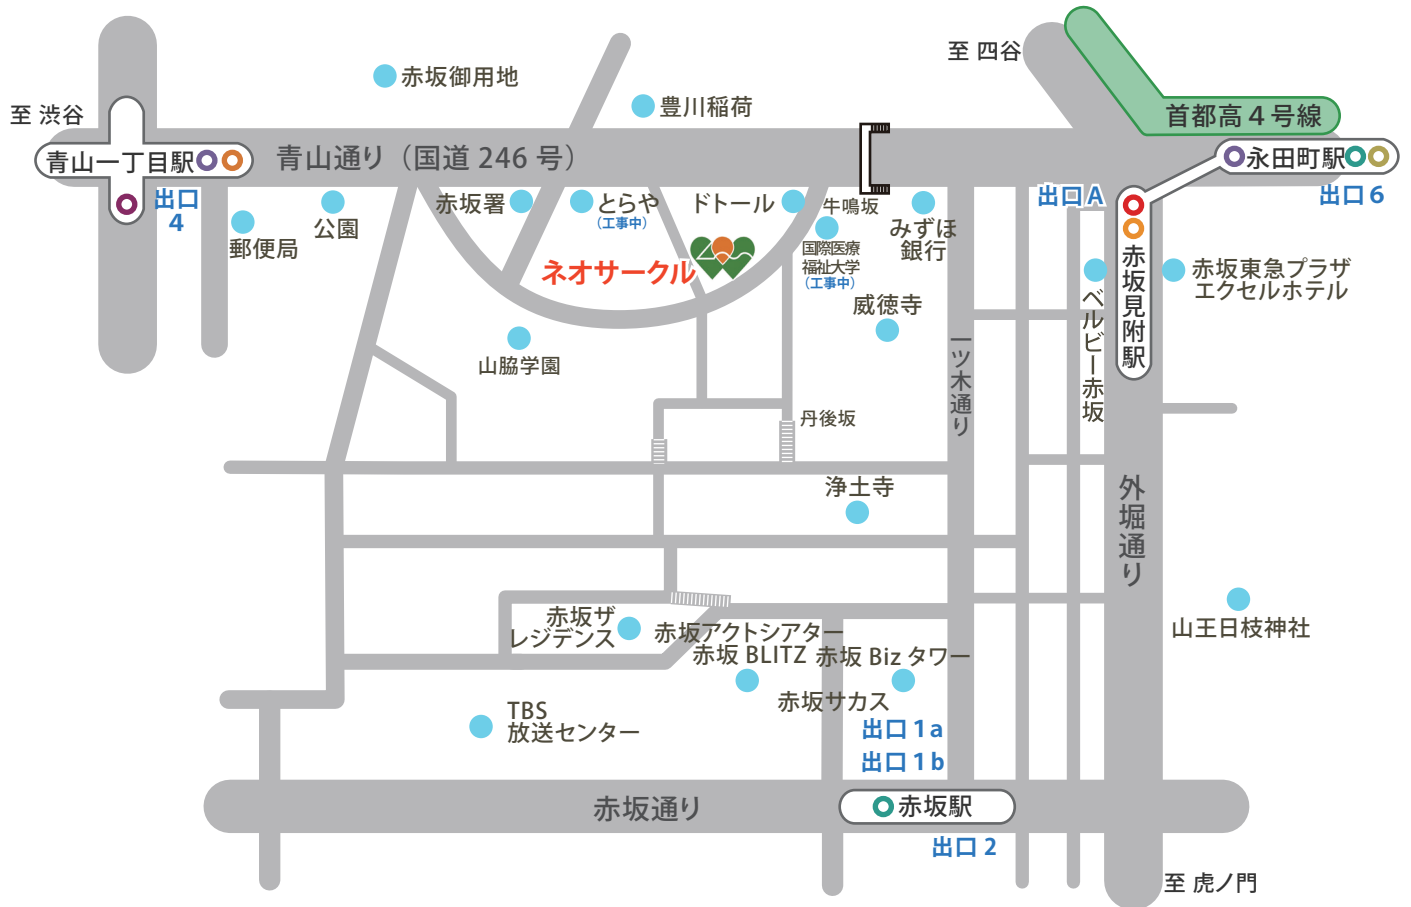 至 四谷
赤坂御用地
豊川稲荷
至 渋谷
首都高４号線
青山一丁目駅
青山通り（国道 246 号）
永田町駅
出口
4
出口 A
出口 6
郵便局
公園
赤坂署
とらや
（工事中）
ドトール
牛鳴坂
みずほ
銀行
国際医療
福祉大学
（工事中）
ネオサークル
赤坂見附駅
赤坂東急プラザ
エクセルホテル
ベルビー赤坂
威徳寺
山脇学園
一ツ木通り
丹後坂
浄土寺
外堀通り
山王日枝神社
赤坂ザ
レジデンス
赤坂アクトシアター
赤坂 BLITZ
赤坂 Biz タワー
赤坂サカス
TBS
放送センター
出口 1a
出口 1b
赤坂通り
赤坂駅
出口 2
至 虎ノ門